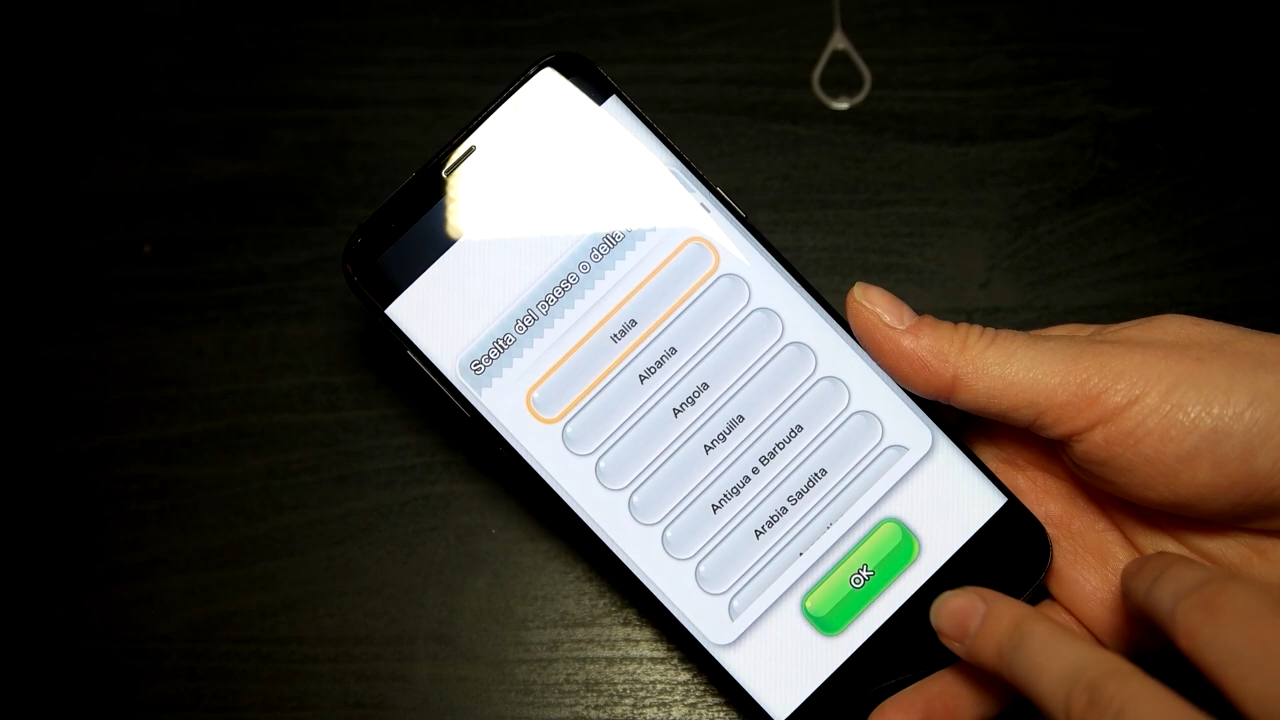 Scelta del paese o della
Italia
Albania
Angola
Anguilla
Antigua e Barbuda
Arabia Saudita
OK